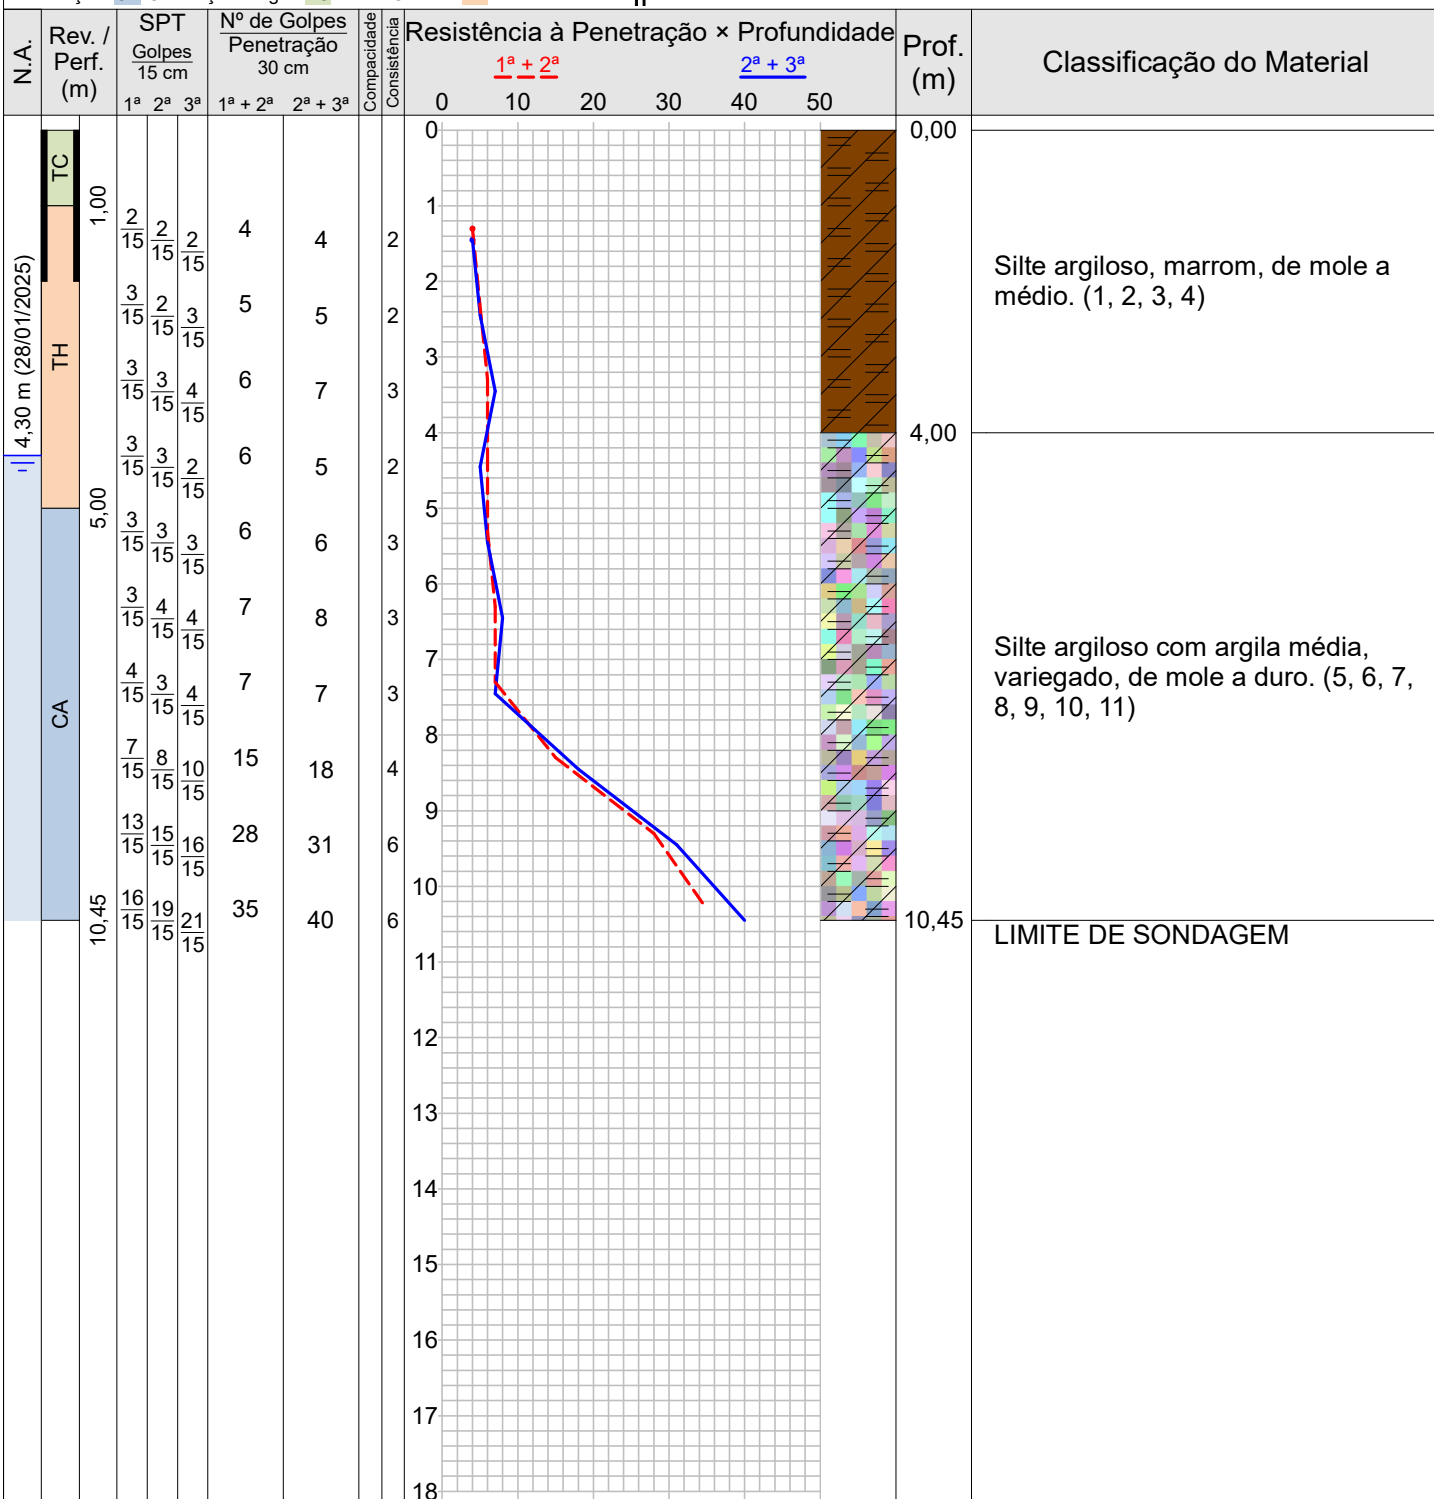 N.A.
Rev. /
Perf.
(m)
SPT
Golpes
15 cm
1ª 2ª 3ª
Nº de Golpes
Penetração
30 cm
1ª + 2ª 2ª + 3ª
Compacidade
Consistência
Resistência à Penetração × Profundidade
1ª + 2ª 2ª + 3ª
0 10 20 30 40 50
Prof.
(m)
Classificação do Material
4,30 m (28/01/2025)
TC
TH
CA
1,00
5,00
10,45
2/15 2/15 2/15 4 4 2
3/15 2/15 3/15 5 5 2
3/15 3/15 4/15 6 7 3
3/15 3/15 2/15 6 5 2
3/15 3/15 3/15 6 6 3
3/15 4/15 4/15 7 8 3
4/15 3/15 4/15 7 7 3
7/15 8/15 10/15 15 18 4
13/15 15/15 16/15 28 31 6
16/15 19/15 21/15 35 40 6
0
1
2
3
4
5
6
7
8
9
10
11
12
13
14
15
16
17
18
0,00
4,00
10,45
Silte argiloso, marrom, de mole a
médio. (1, 2, 3, 4)
Silte argiloso com argila média,
variegado, de mole a duro. (5, 6, 7,
8, 9, 10, 11)
LIMITE DE SONDAGEM